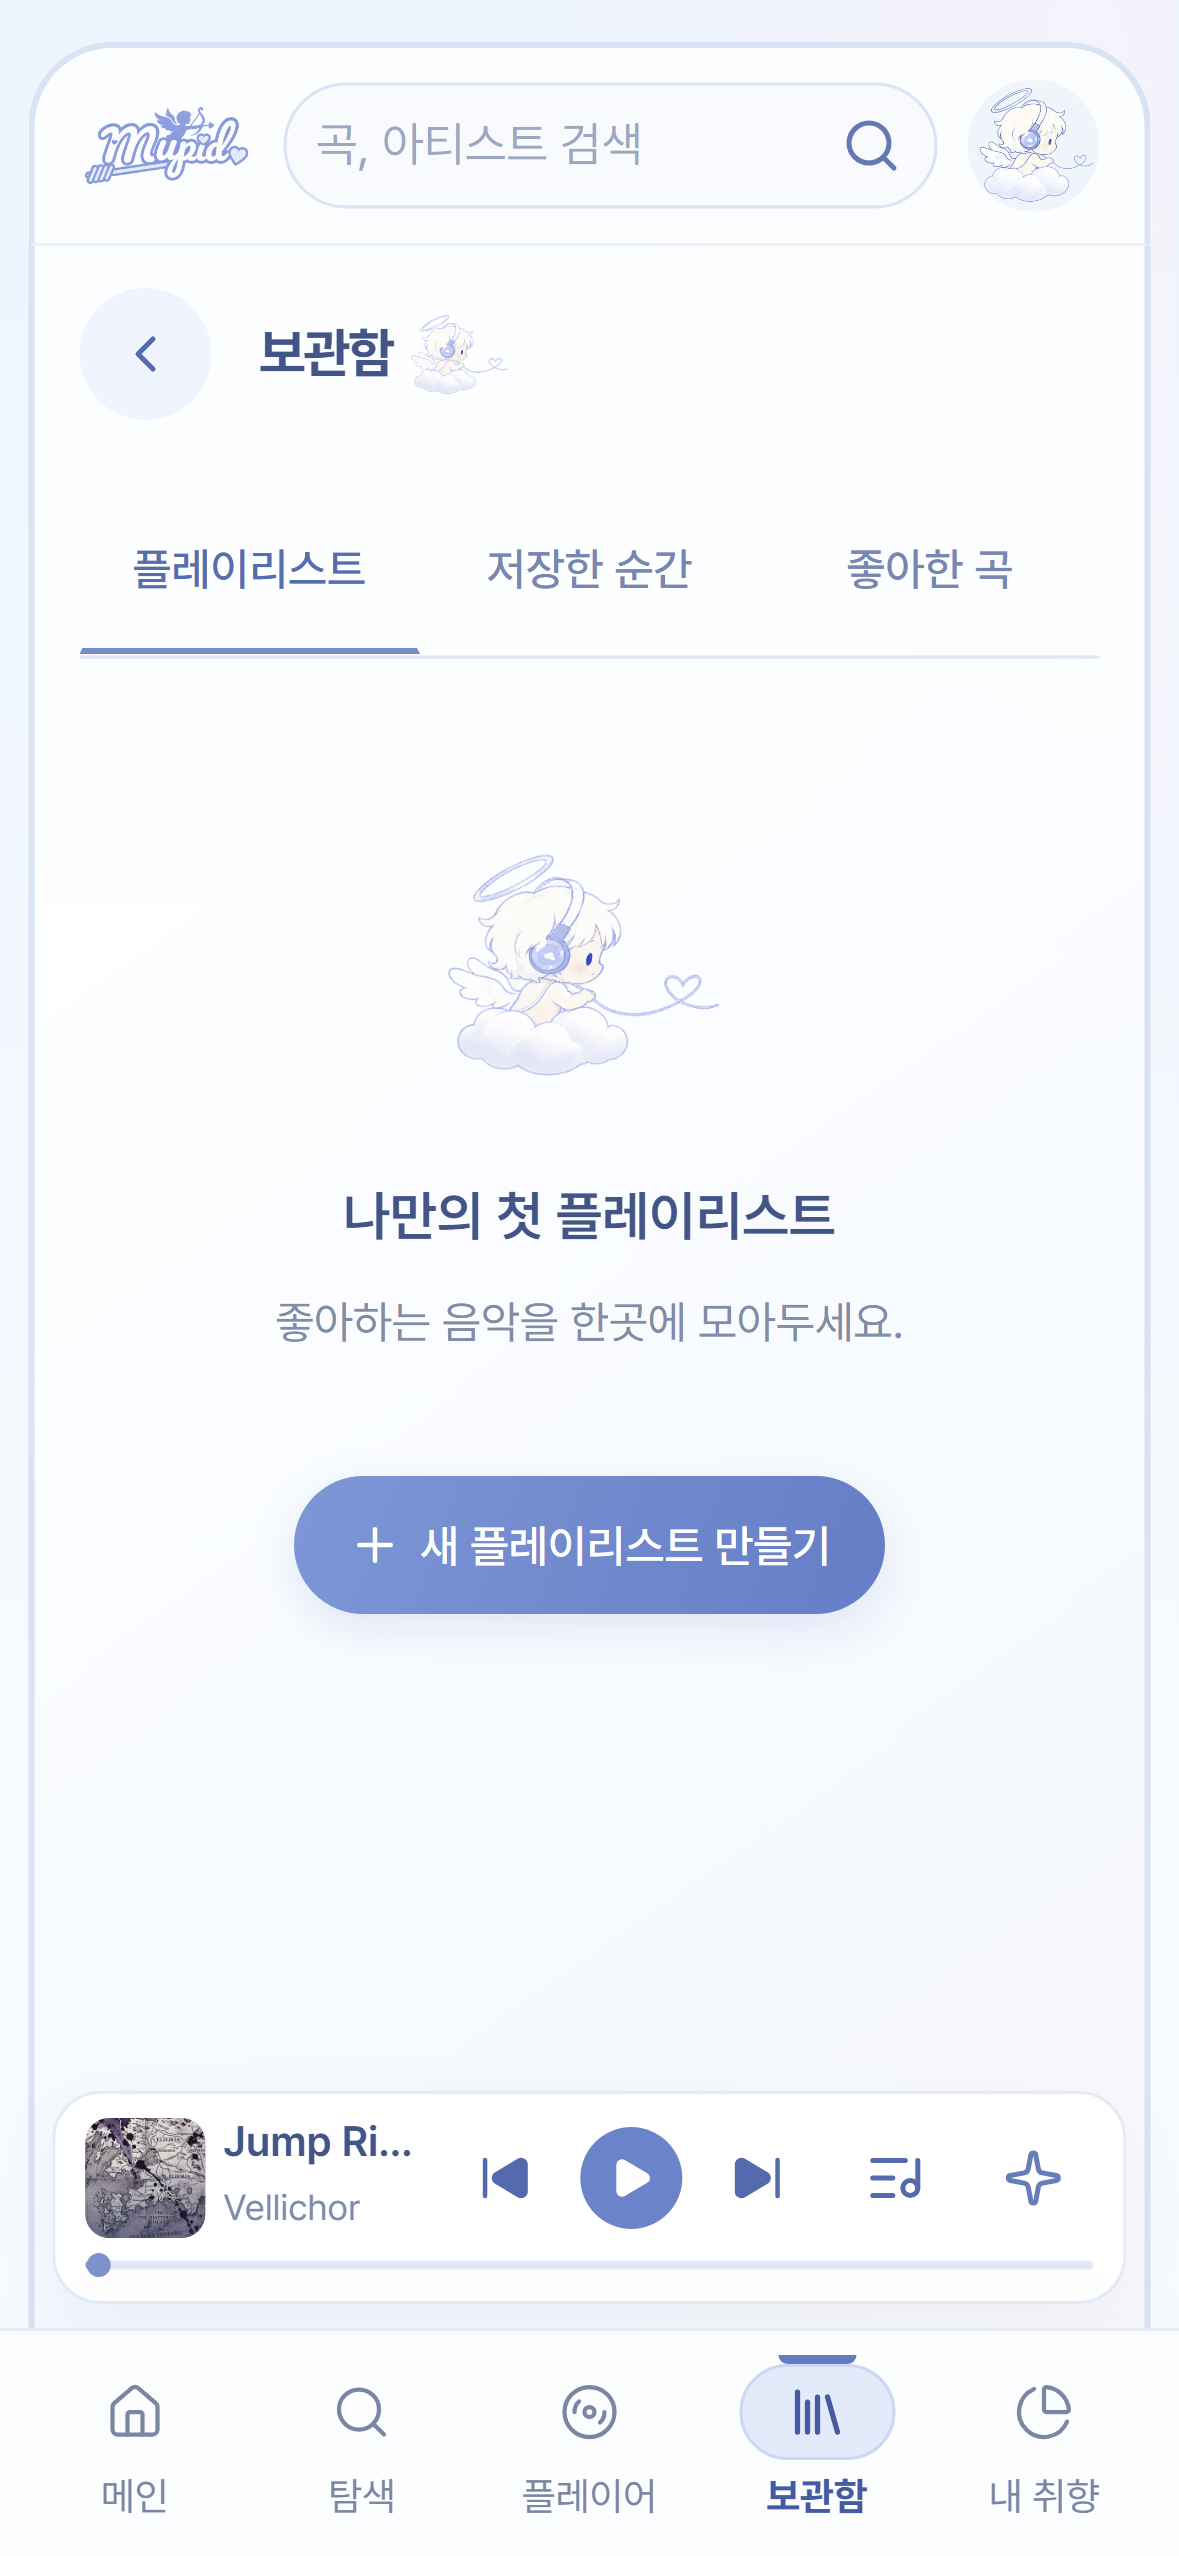 Mupid
곡, 아티스트 검색
보관함
플레이리스트 저장한 순간 좋아한 곡
나만의 첫 플레이리스트
좋아하는 음악을 한곳에 모아두세요.
새 플레이리스트 만들기
Jump Ri...
Vellichor
메인 탐색 플레이어 보관함 내 취향